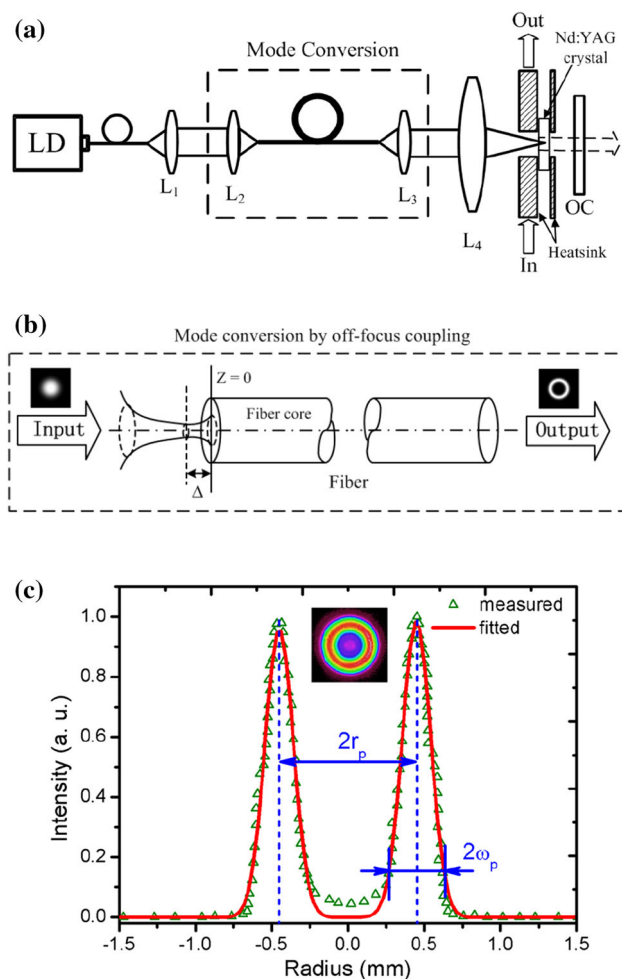 (a)
Out
Nd:YAG
crystal
Mode Conversion
LD
L₁
L₂
L₃
L₄
OC
Heatsink
In
(b)
Mode conversion by off-focus coupling
Z = 0
Input
Fiber core
Output
Fiber
Δ
(c)
measured
fitted
1.0
0.8
0.6
0.4
0.2
0.0
Intensity (a. u.)
2rₚ
2ωₚ
-1.5 -1.0 -0.5 0.0 0.5 1.0 1.5
Radius (mm)